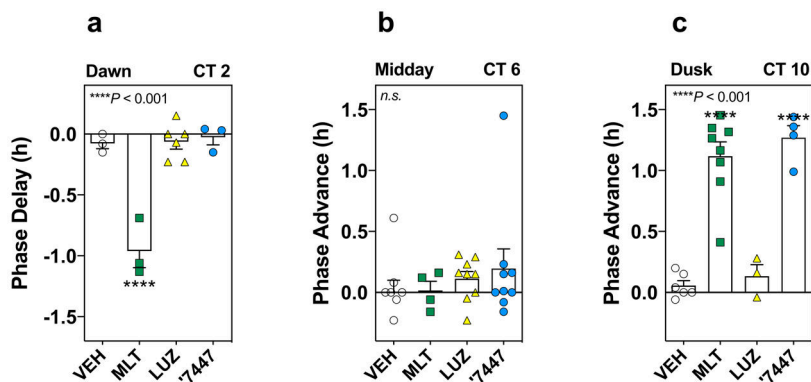 a
Dawn CT 2
****P < 0.001
Phase Delay (h)
0.0
-0.5
-1.0
-1.5
****
VEH MLT LUZ '7447
b
Midday CT 6
n.s.
Phase Advance (h)
1.5
1.0
0.5
0.0
VEH MLT LUZ '7447
c
Dusk CT 10
****P < 0.001
**** ****
Phase Advance (h)
1.5
1.0
0.5
0.0
VEH MLT LUZ '7447